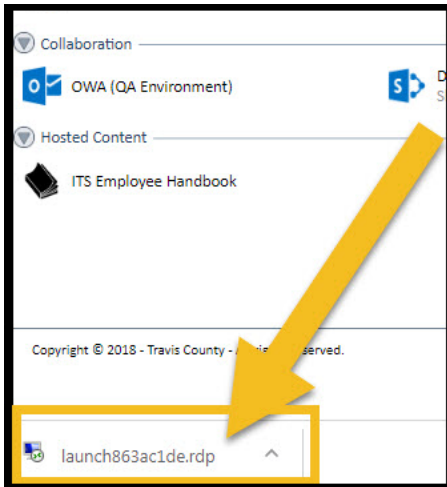 Collaboration
OWA (QA Environment)
D
S
Hosted Content
ITS Employee Handbook
Copyright © 2018 - Travis County - served.
launch863ac1de.rdp